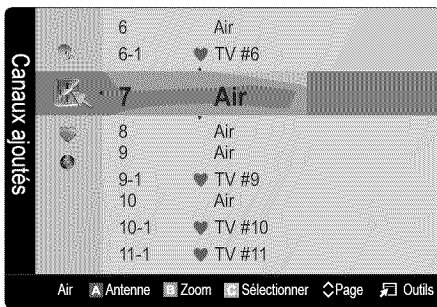 Canaux ajoutés
6 Air
6-1 ♥ TV #6
7 Air
8 Air
9 Air
9-1 ♥ TV #9
10 Air
10-1 ♥ TV #10
11-1 ♥ TV #11
Air A Antenne B Zoom C Sélectionner Page Outils